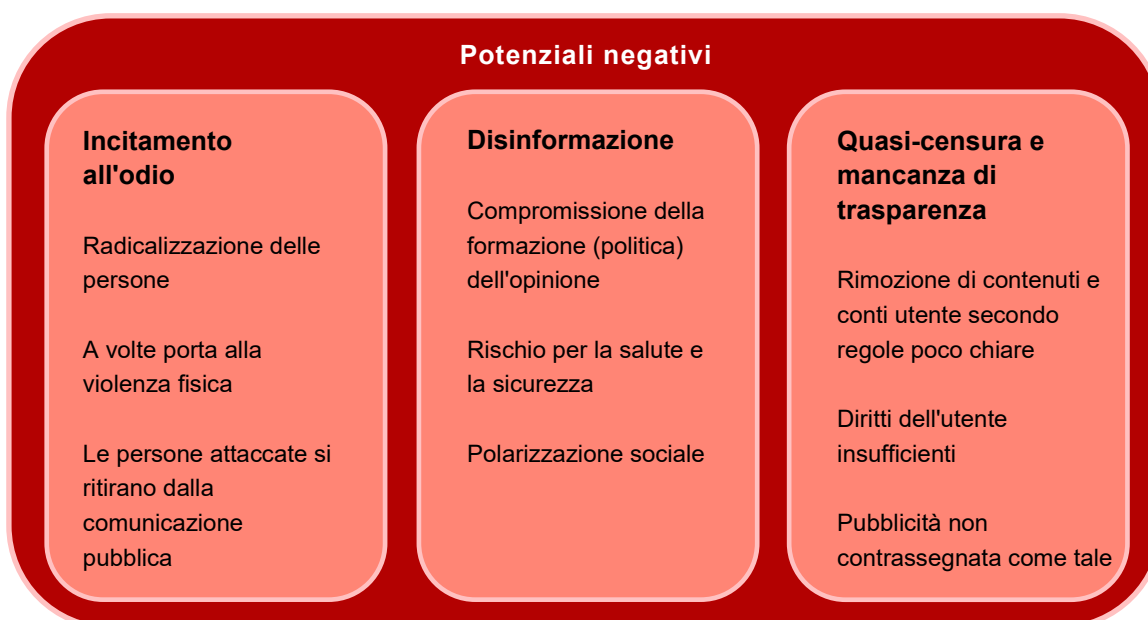 Potenziali negativi
Incitamento
all'odio
Radicalizzazione delle
persone
A volte porta alla
violenza fisica
Le persone attaccate si
ritirano dalla
comunicazione
pubblica
Disinformazione
Compromissione della
formazione (politica)
dell'opinione
Rischio per la salute e
la sicurezza
Polarizzazione sociale
Quasi-censura e
mancanza di
trasparenza
Rimozione di contenuti e
conti utente secondo
regole poco chiare
Diritti dell'utente
insufficienti
Pubblicità non
contrassegnata come tale